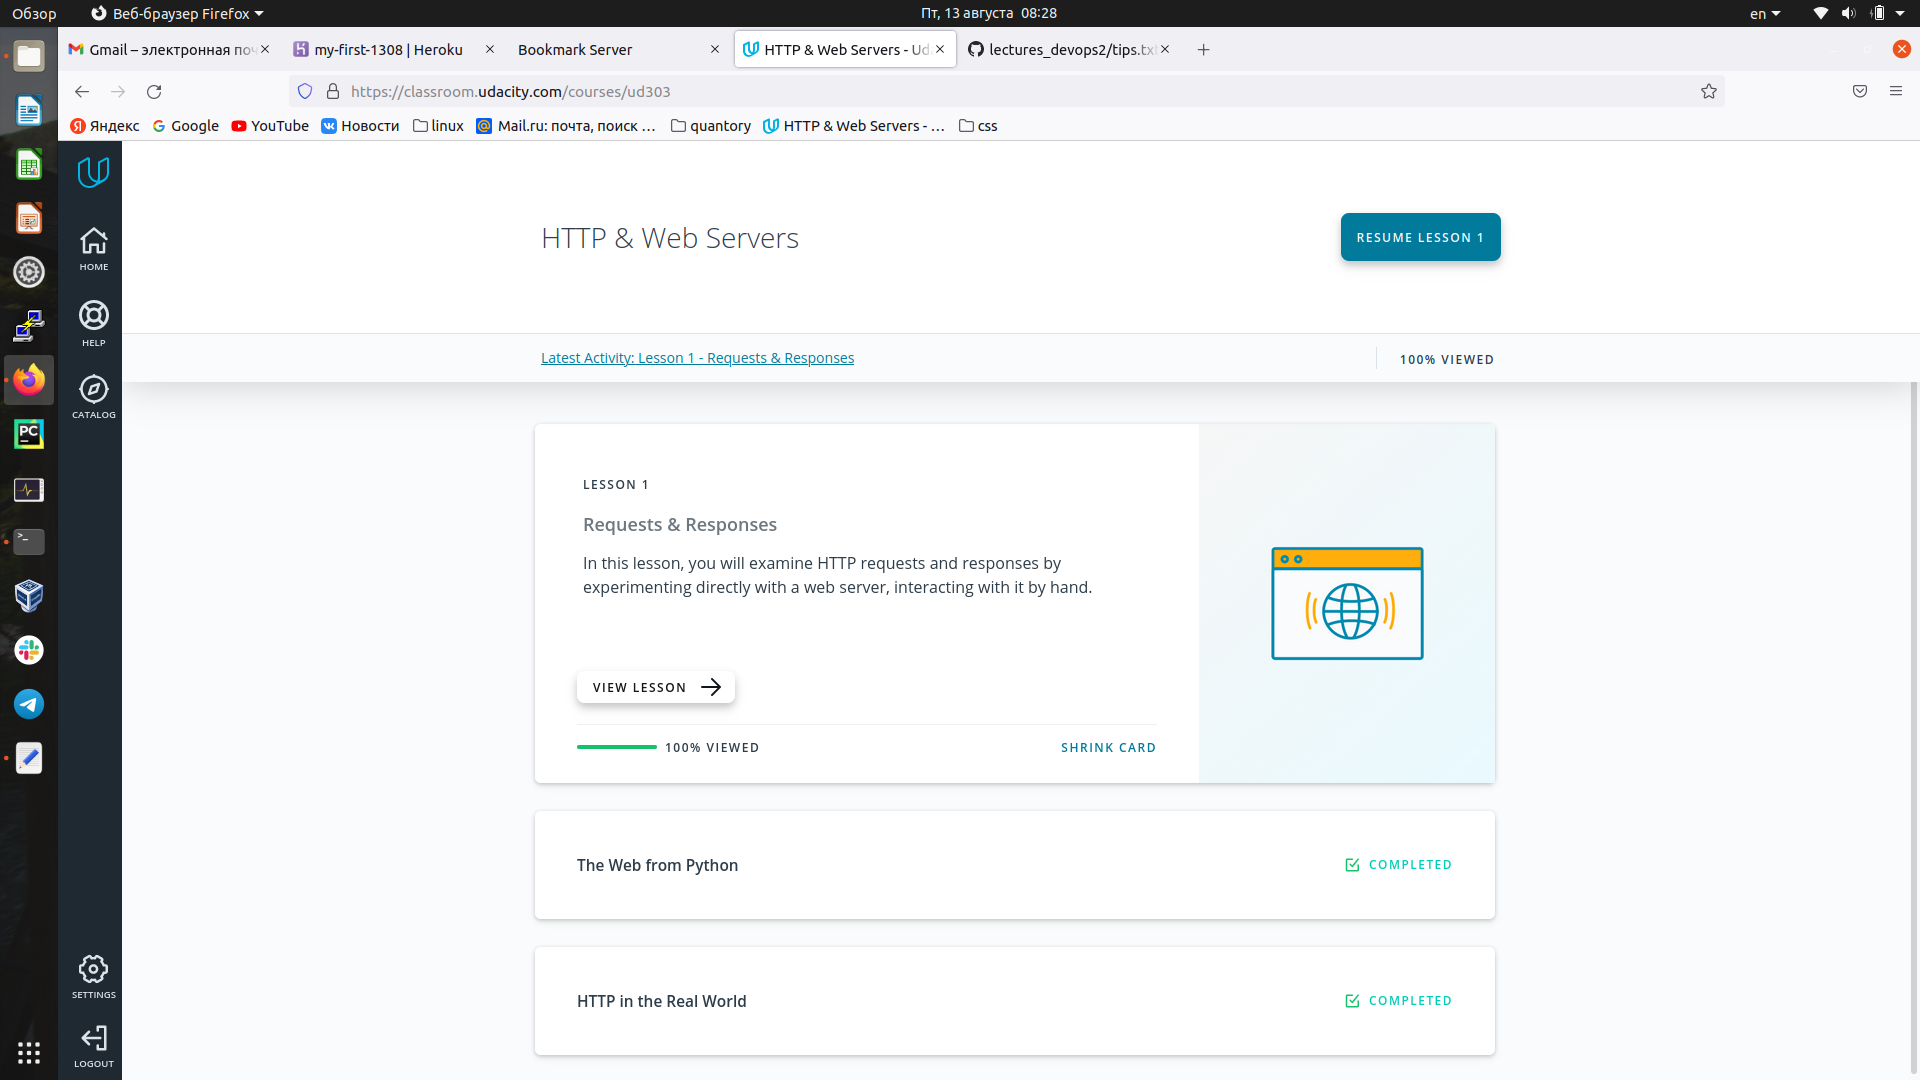 Обзор
Веб-браузер Firefox
Пт, 13 августа 08:28
en
Gmail – электронная поч
my-first-1308 | Heroku
Bookmark Server
HTTP & Web Servers - Ud
lectures_devops2/tips.txt
https://classroom.udacity.com/courses/ud303
Яндекс
Google
YouTube
Новости
linux
Mail.ru: почта, поиск …
quantory
HTTP & Web Servers - …
css
HOME
HELP
CATALOG
SETTINGS
LOGOUT
HTTP & Web Servers
RESUME LESSON 1
Latest Activity: Lesson 1 - Requests & Responses
100% VIEWED
LESSON 1
Requests & Responses
In this lesson, you will examine HTTP requests and responses by
experimenting directly with a web server, interacting with it by hand.
VIEW LESSON
100% VIEWED
SHRINK CARD
The Web from Python
COMPLETED
HTTP in the Real World
COMPLETED